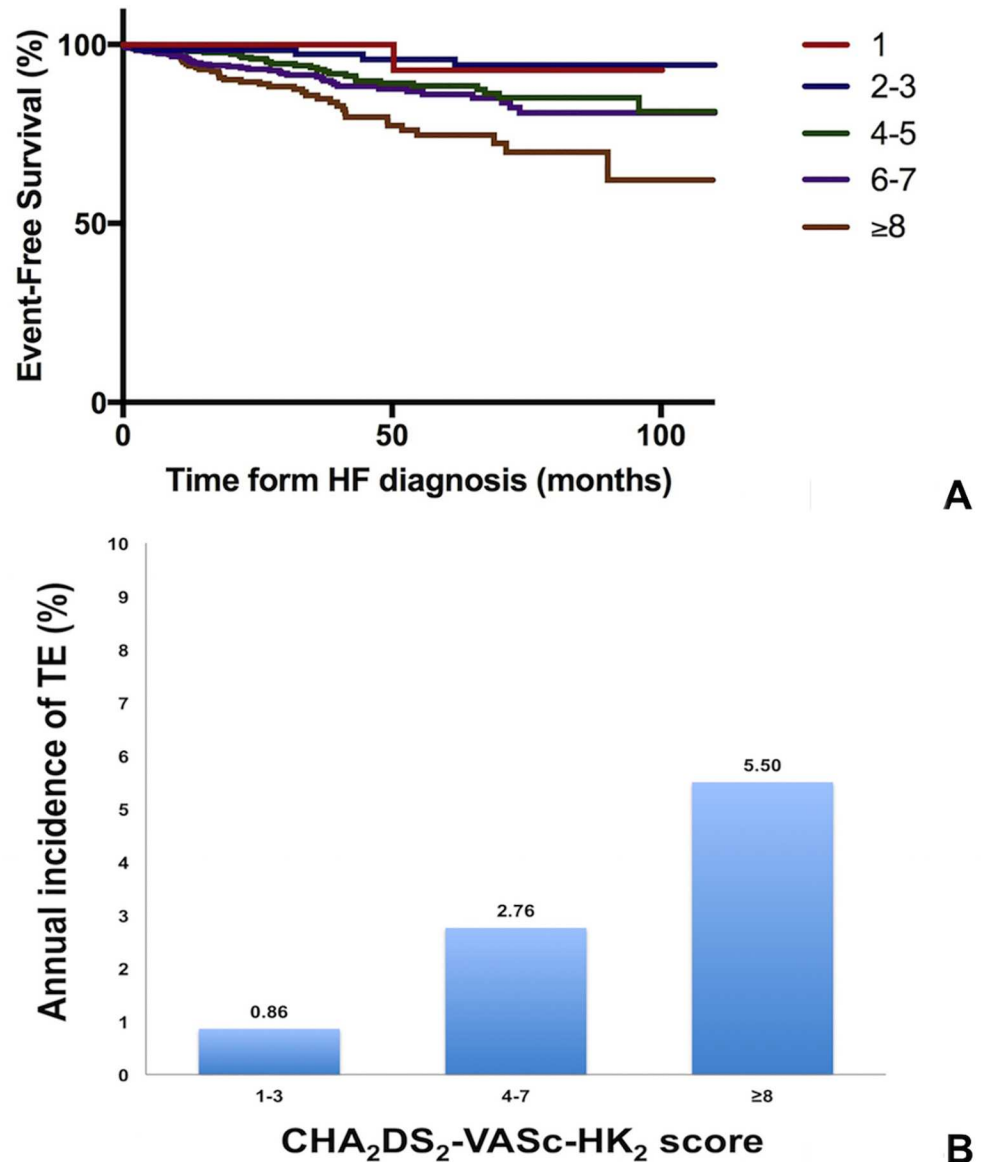 Event-Free Survival (%)
100
50
0
0 50 100
Time form HF diagnosis (months)
1
2-3
4-5
6-7
≥8
A
Annual incidence of TE (%)
10
9
8
7
6
5
4
3
2
1
0
0.86
2.76
5.50
1-3 4-7 ≥8
CHA₂DS₂-VASc-HK₂ score
B